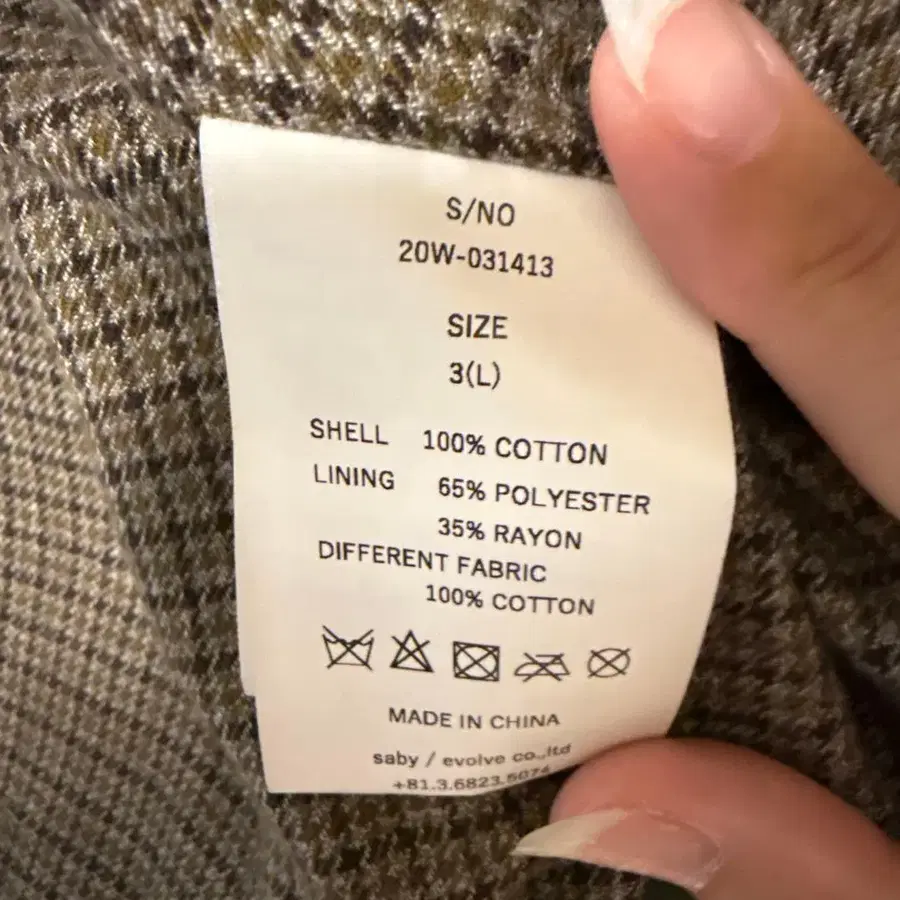 S/NO
20W-031413
SIZE
3(L)
SHELL 100% COTTON
LINING 65% POLYESTER
35% RAYON
DIFFERENT FABRIC
100% COTTON
MADE IN CHINA
saby / evolve co.,ltd
+81.3.6823.5074